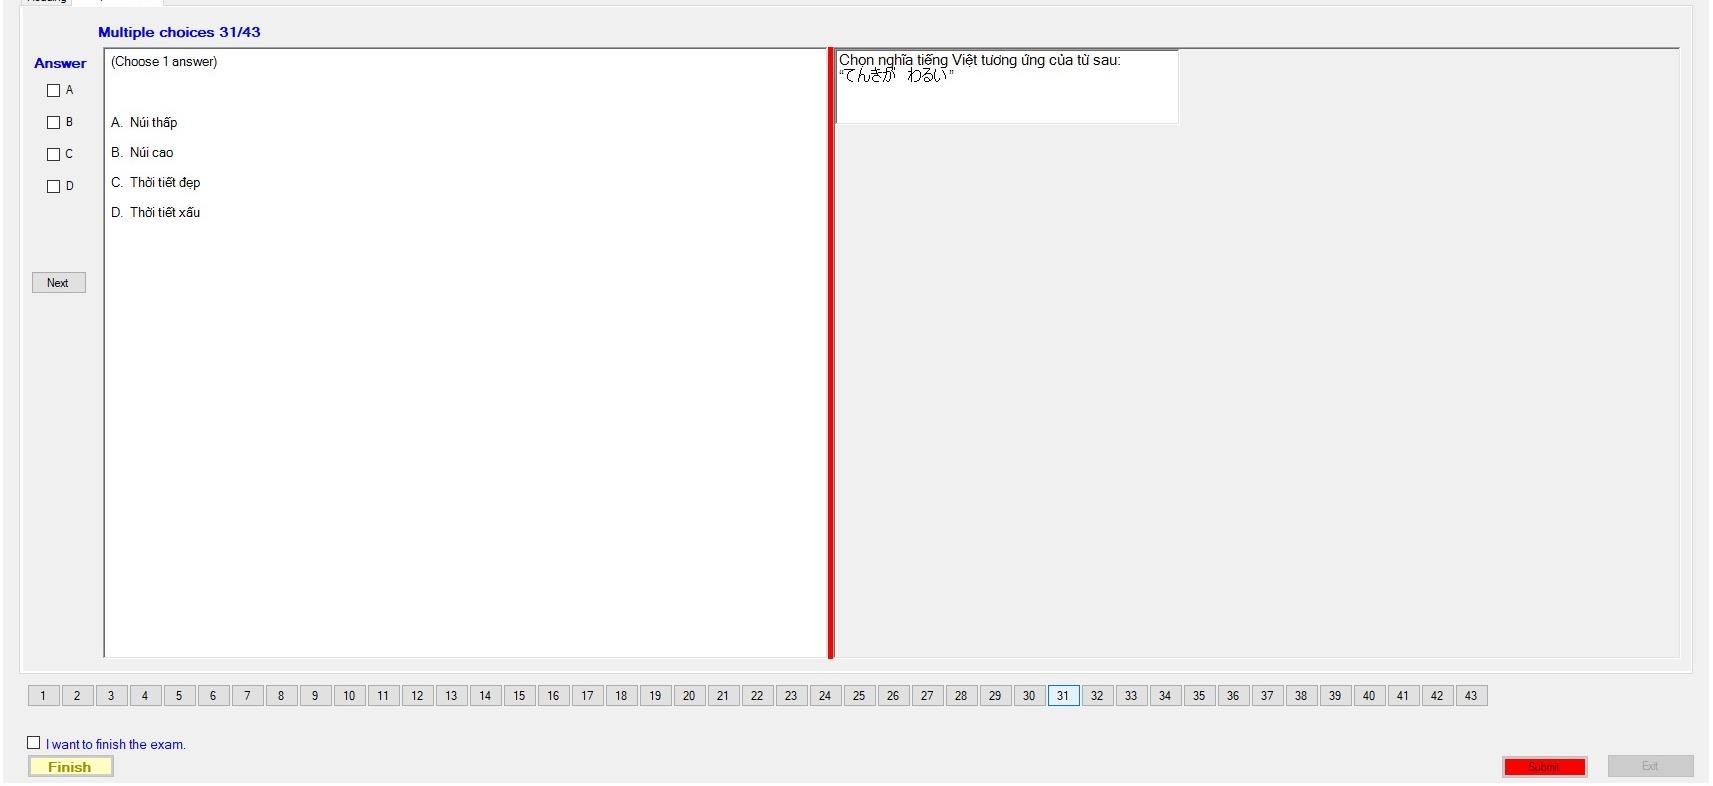 Multiple choices 31/43
Answer
(Choose 1 answer)
A
B
C
D
A. Núi thấp
B. Núi cao
C. Thời tiết đẹp
D. Thời tiết xấu
Next
Chọn nghĩa tiếng Việt tương ứng của từ sau:
"てんきが わるい"
1 2 3 4 5 6 7 8 9 10 11 12 13 14 15 16 17 18 19 20 21 22 23 24 25 26 27 28 29 30 31 32 33 34 35 36 37 38 39 40 41 42 43
I want to finish the exam.
Finish
Submit
Exit